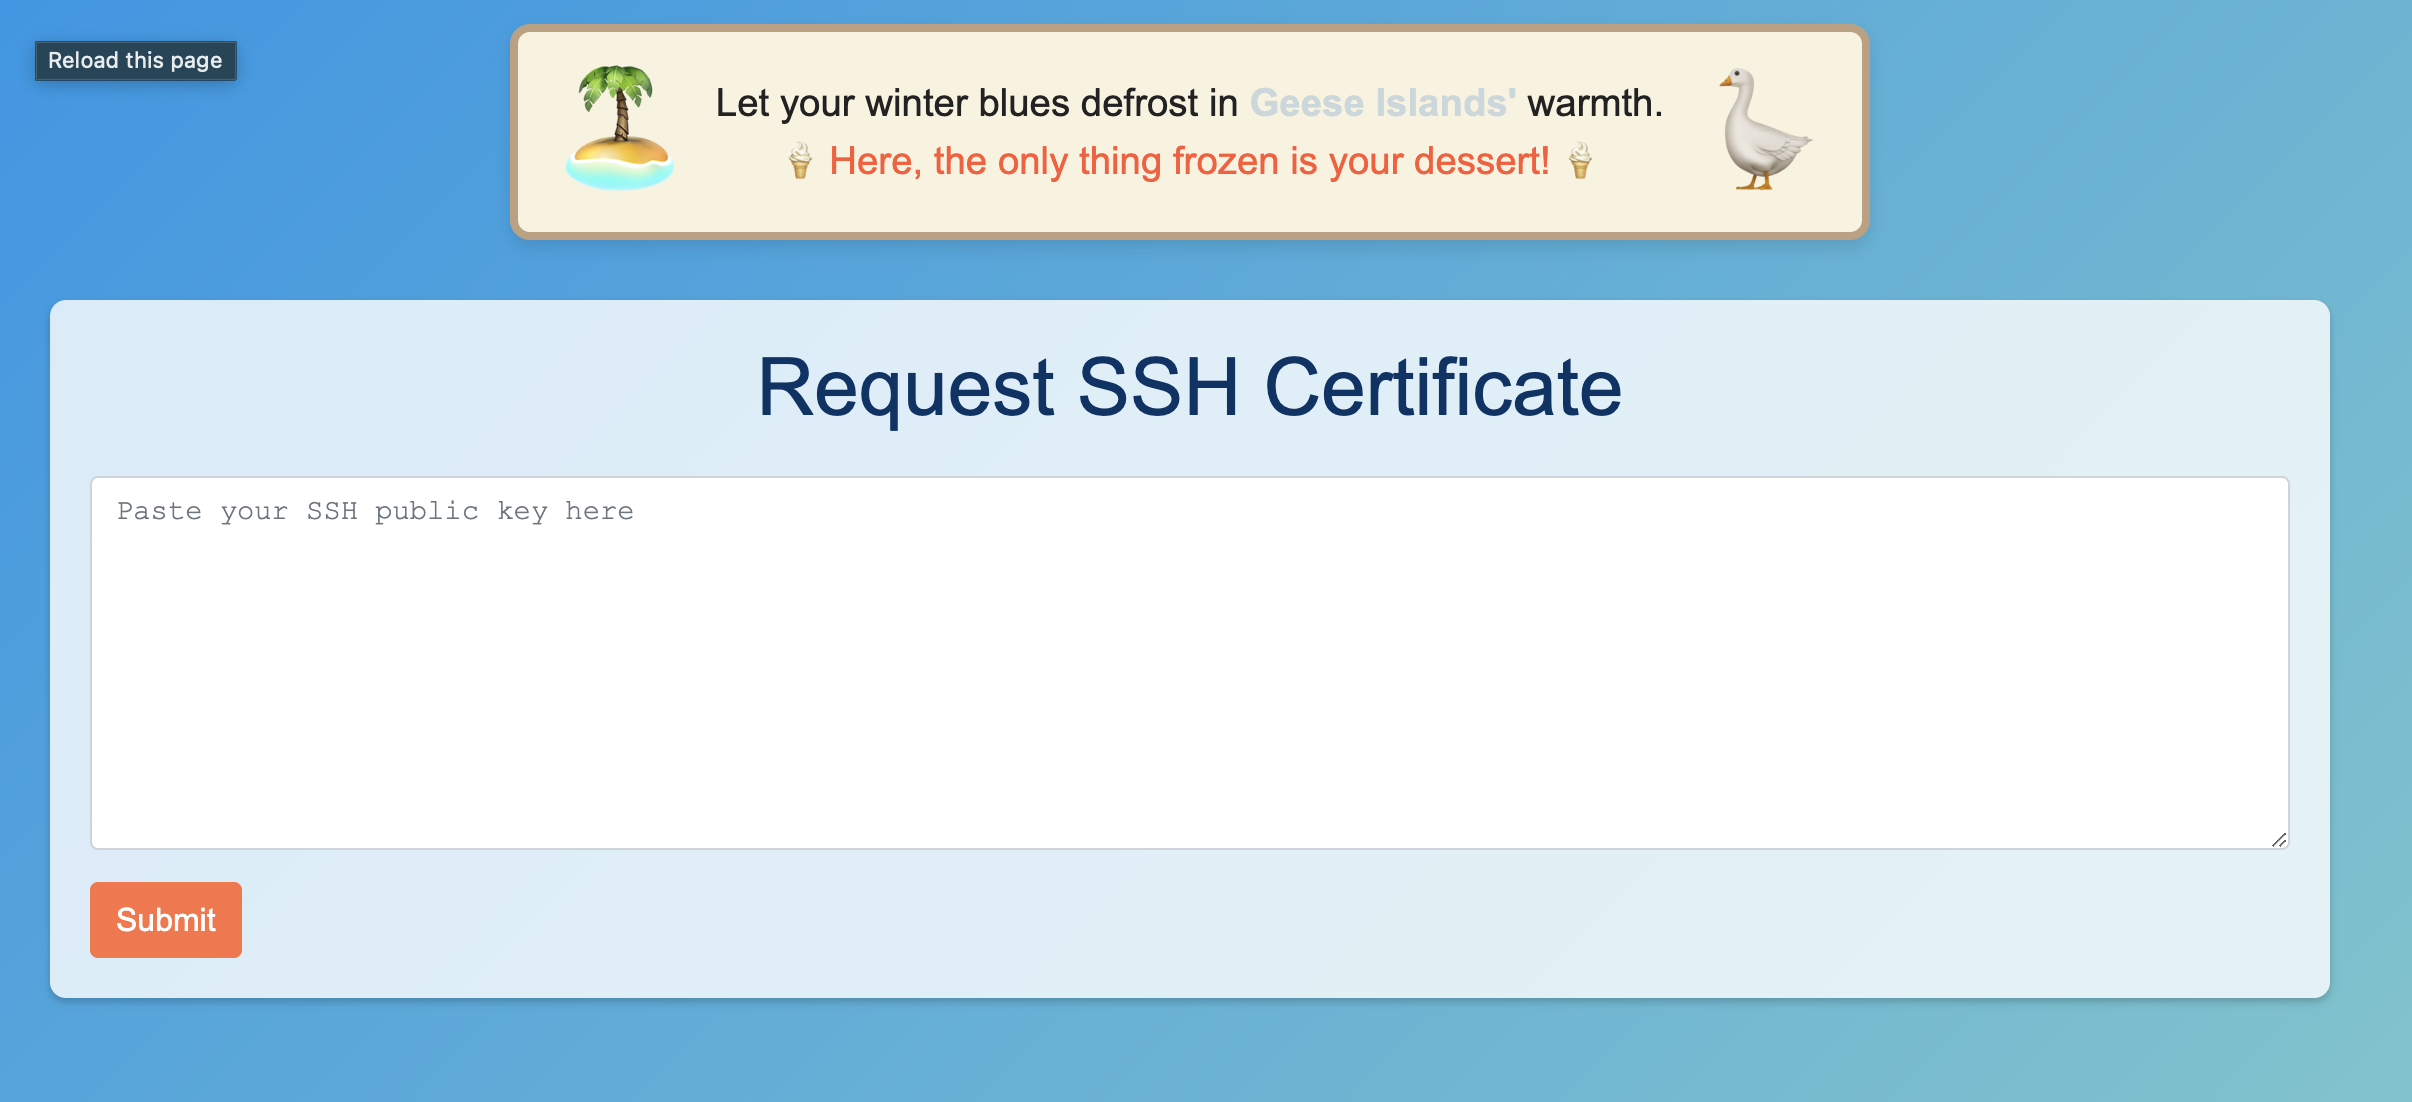 Reload this page
Let your winter blues defrost in Geese Islands' warmth.
🍦 Here, the only thing frozen is your dessert! 🍦
Request SSH Certificate
Paste your SSH public key here
Submit